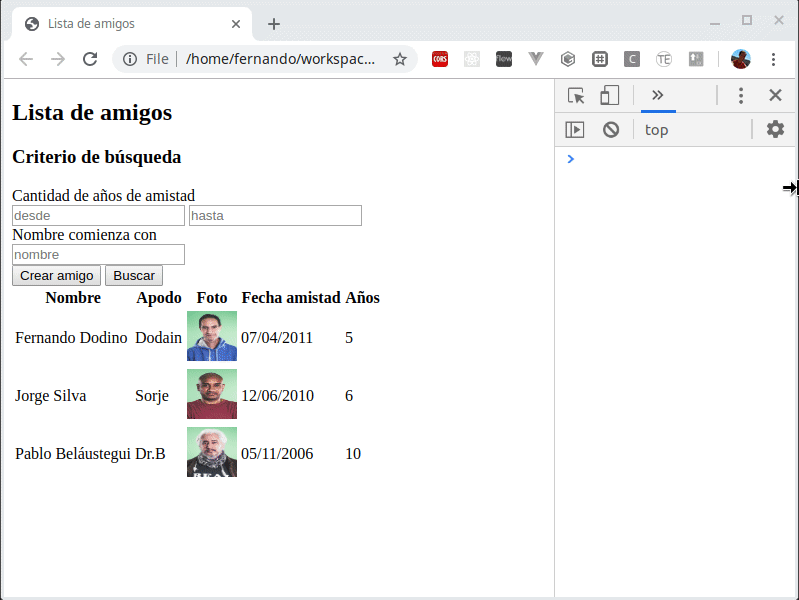 Lista de amigos
File /home/fernando/workspac...
CORS
flew
C
TE
top
Lista de amigos
Criterio de búsqueda
Cantidad de años de amistad
desde hasta
Nombre comienza con
nombre
Crear amigo Buscar
Nombre Apodo Foto Fecha amistad Años
Fernando Dodino Dodain 07/04/2011 5
Jorge Silva Sorje 12/06/2010 6
Pablo Beláustegui Dr.B 05/11/2006 10